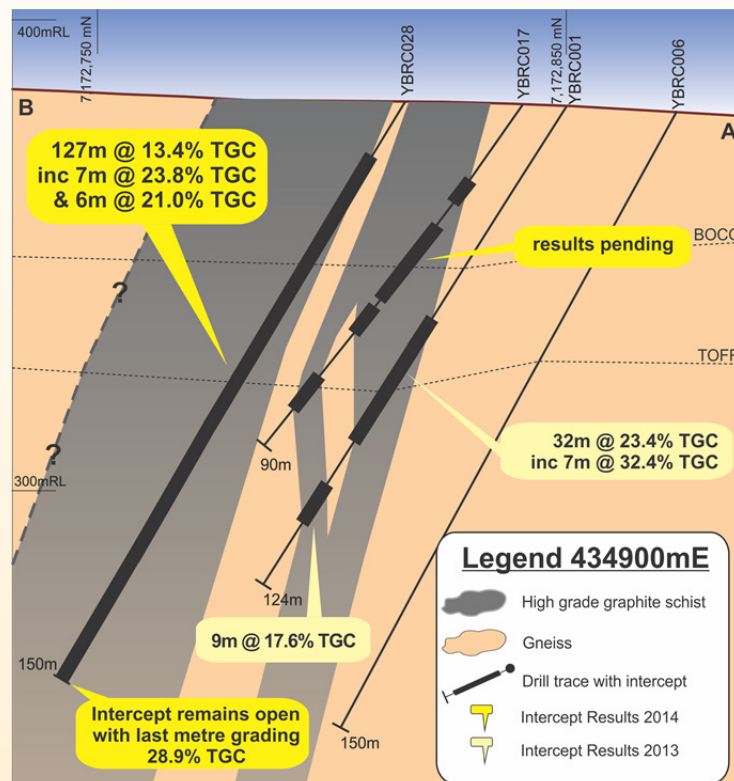 400mRL
7,172,750 mN
YBRC028
YBRC017
7,172,850 mN
YBRC001
YBRC006
B
A
127m @ 13.4% TGC
inc 7m @ 23.8% TGC
& 6m @ 21.0% TGC
BOCO
results pending
?
TOFR
32m @ 23.4% TGC
inc 7m @ 32.4% TGC
90m
?
300mRL
124m
9m @ 17.6% TGC
150m
Intercept remains open
with last metre grading
28.9% TGC
150m
Legend 434900mE
High grade graphite schist
Gneiss
Drill trace with intercept
Intercept Results 2014
Intercept Results 2013